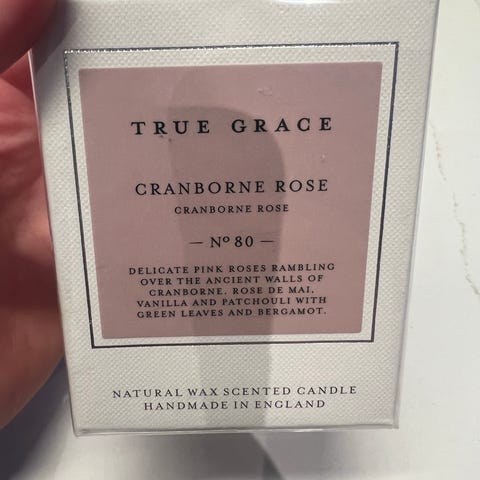 TRUE GRACE
CRANBORNE ROSE
CRANBORNE ROSE
— Nº 80 —
DELICATE PINK ROSES RAMBLING
OVER THE ANCIENT WALLS OF
CRANBORNE. ROSE DE MAI,
VANILLA AND PATCHOULI WITH
GREEN LEAVES AND BERGAMOT.
NATURAL WAX SCENTED CANDLE
HANDMADE IN ENGLAND